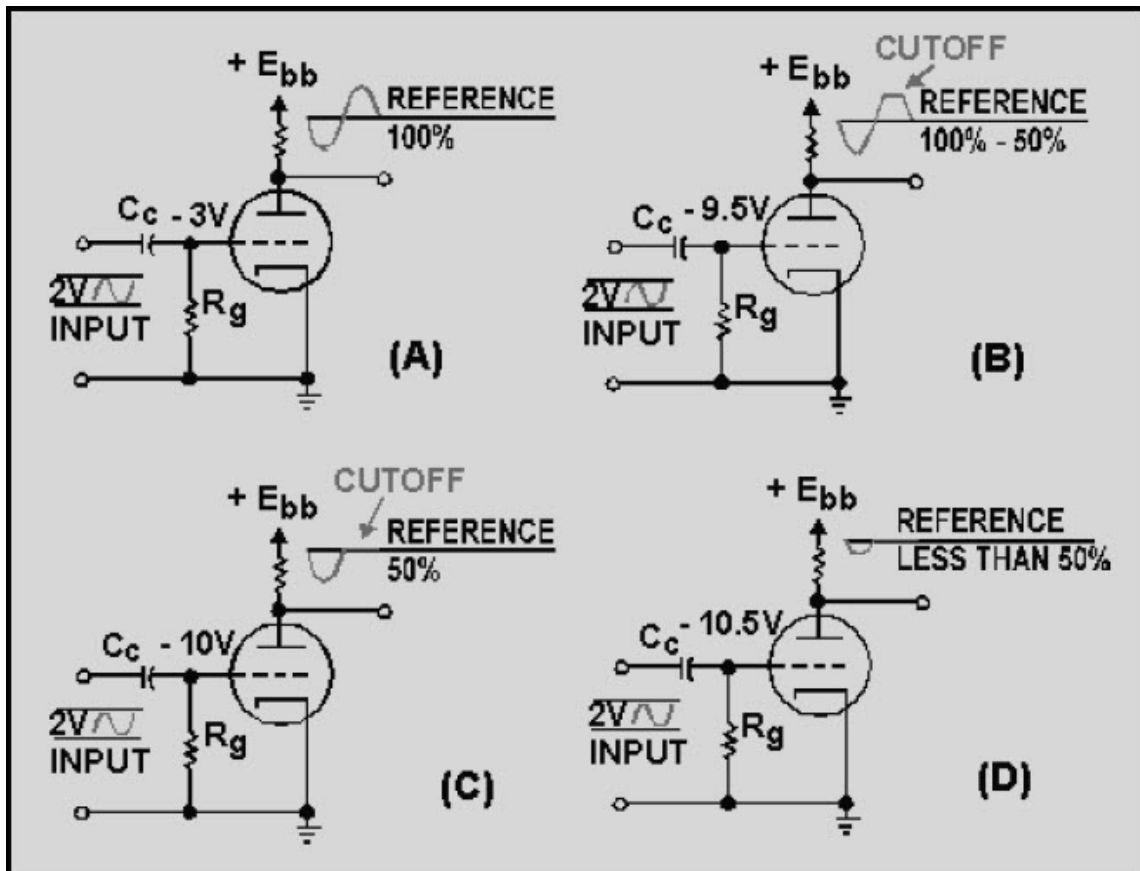 + Ebb
REFERENCE
100%
Cc - 3V
2V
INPUT
Rg
(A)
CUTOFF
+ Ebb
REFERENCE
100% - 50%
Cc - 9.5V
2V
INPUT
Rg
(B)
CUTOFF
+ Ebb
REFERENCE
50%
Cc - 10V
2V
INPUT
Rg
(C)
+ Ebb
REFERENCE
LESS THAN 50%
Cc - 10.5V
2V
INPUT
Rg
(D)